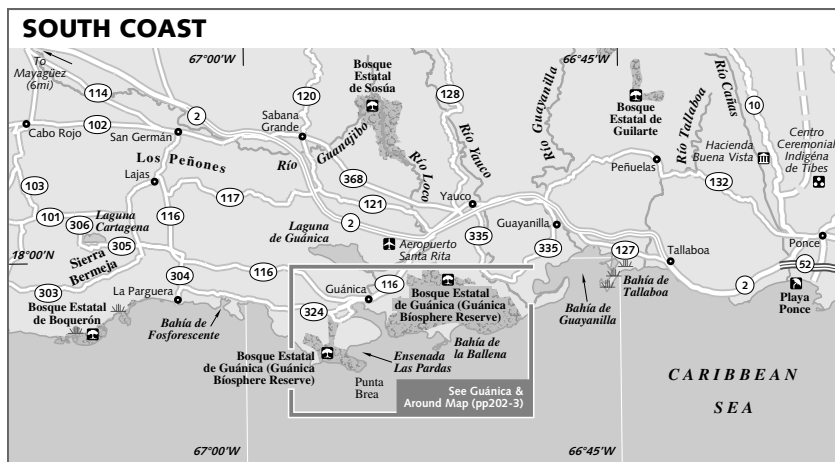 SOUTH COAST
67°00'W
66°45'W
To
Mayagüez
(6mi)
114
2
120
Bosque
Estatal
de Sosúa
128
Río Guayanilla
Bosque
Estatal de
Guilarte
Río Tallaboa
Río Cañas
10
Centro
Ceremonial
Indigéna
de Tibes
Hacienda
Buena Vista
Cabo Rojo
102
San Germán
Sabana
Grande
Río
Guanajibo
Río Loco
Río Yauco
Los Peñones
Lajas
368
Peñuelas
132
103
117
121
Yauco
101
306
Laguna
Cartagena
116
2
Laguna
de Guánica
Guayanilla
Ponce
305
Aeropuerto
Santa Rita
335
335
127
Tallaboa
52
18°00'N
Sierra
Bermeja
304
116
116
Guánica
Bosque Estatal
de Guánica (Guánica
Bíosphere Reserve)
Bahía de
Tallaboa
2
Playa
Ponce
303
La Parguera
Bosque Estatal
de Boquerón
Bahía de
Fosforescente
324
Bahía de
Guayanilla
Bosque Estatal
de Guánica (Guánica
Bíosphere Reserve)
Ensenada
Las Pardas
Bahía de
la Ballena
Punta
Brea
See Guánica &
Around Map (pp202-3)
CARIBBEAN
SEA
67°00'W
66°45'W